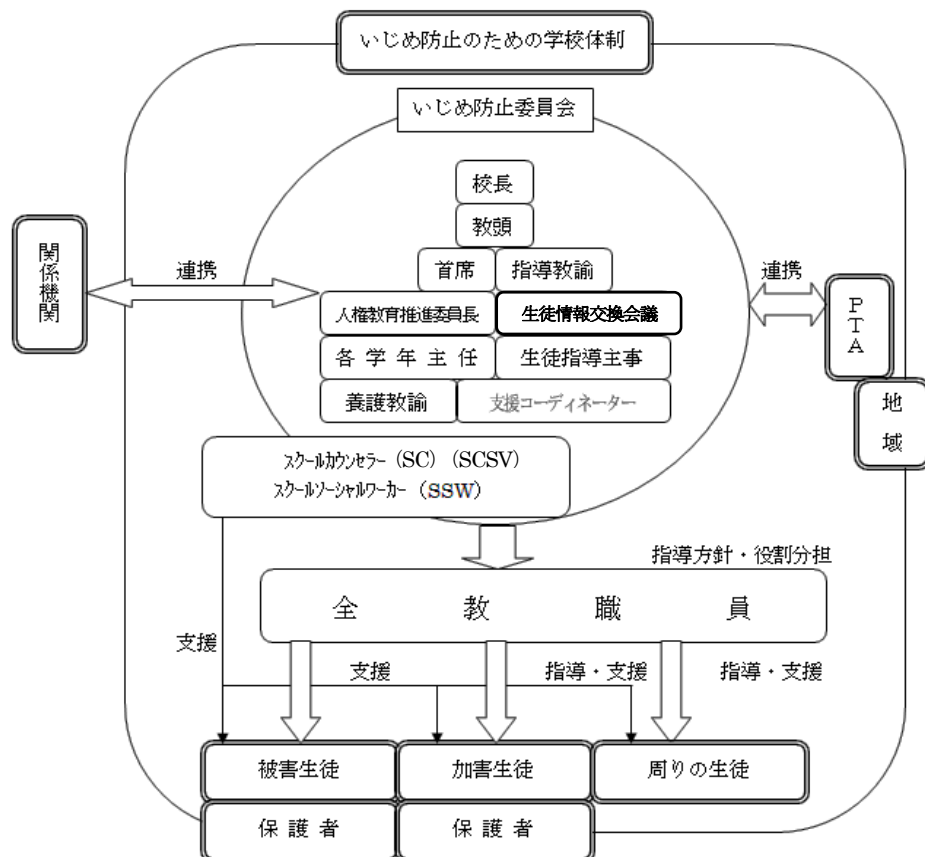 いじめ防止のための学校体制
いじめ防止委員会
校長
教頭
首席
指導教諭
人権教育推進委員長
生徒情報交換会議
各学年主任
生徒指導主事
養護教諭
支援コーディネーター
関係機関
連携
連携
PTA
地域
スクールカウンセラー (SC) (SCSV)
スクールソーシャルワーカー (SSW)
指導方針・役割分担
全教職員
支援
支援
指導・支援
指導・支援
被害生徒
加害生徒
周りの生徒
保護者
保護者